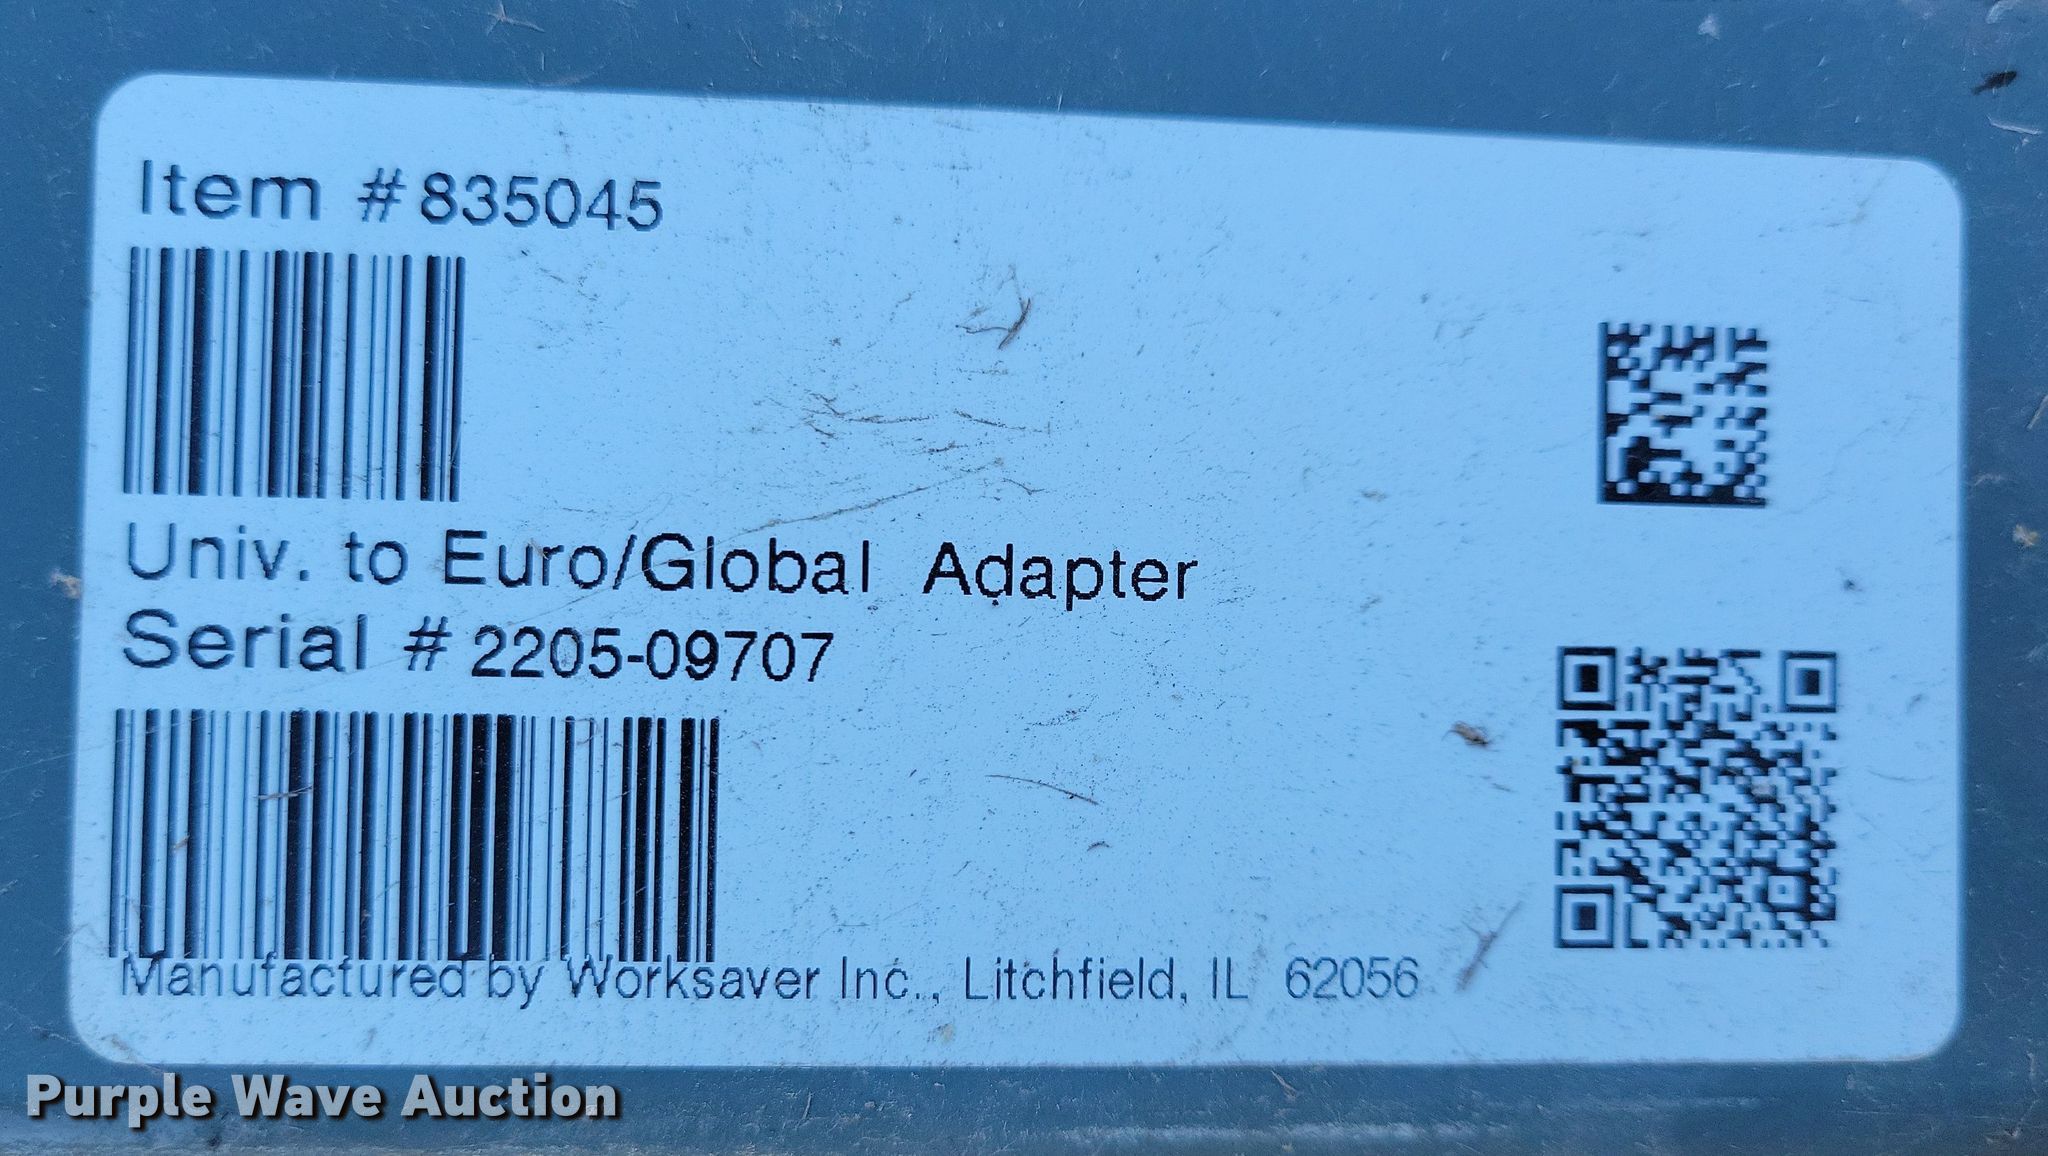 Item #835045
Univ. to Euro/Global Adapter
Serial #2205-09707
Manufactured by Worksaver Inc., Litchfield, IL 62056
Purple Wave Auction